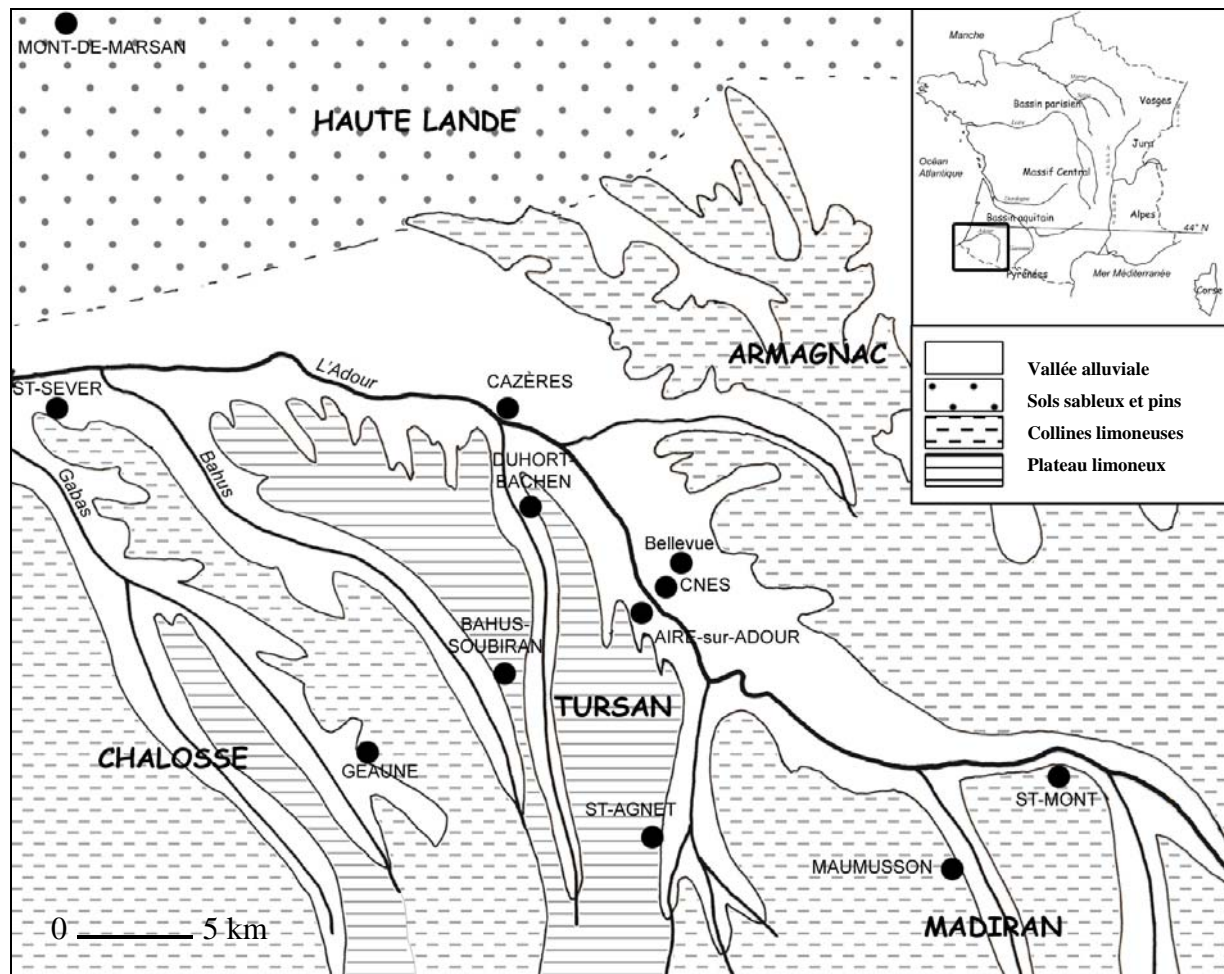 MONT-DE-MARSAN
HAUTE LANDE
ARMAGNAC
L'Adour
ST-SEVER
CAZÈRES
Gabas
Bahus
DUHORT-
BACHEN
Bellevue
CNES
AIRE-sur-ADOUR
BAHUS-
SOUBIRAN
TURSAN
CHALOSSE
GEAUNE
ST-AGNET
ST-MONT
MAUMUSSON
MADIRAN
0 5 km
Manche
Bassin parisien
Vosges
Loire
Jura
Océan
Atlantique
Massif Central
Dordogne
Alpes
Bassin aquitain
44° N
Pyrénées
Mer Méditerranée
Corse
Vallée alluviale
Sols sableux et pins
Collines limoneuses
Plateau limoneux